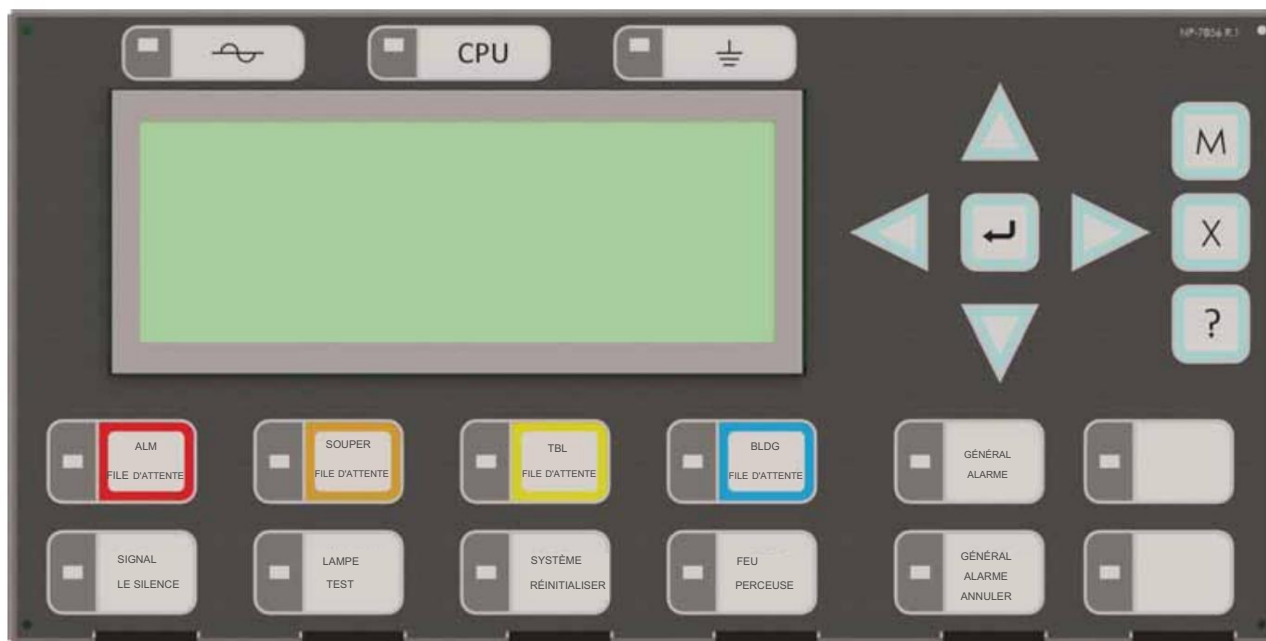 NP-7056 R.1
CPU
M
X
?
ALM
FILE D'ATTENTE
SOUPER
FILE D'ATTENTE
TBL
FILE D'ATTENTE
BLDG
FILE D'ATTENTE
GÉNÉRAL
ALARME
SIGNAL
LE SILENCE
LAMPE
TEST
SYSTÈME
RÉINITIALISER
FEU
PERCEUSE
GÉNÉRAL
ALARME
ANNULER